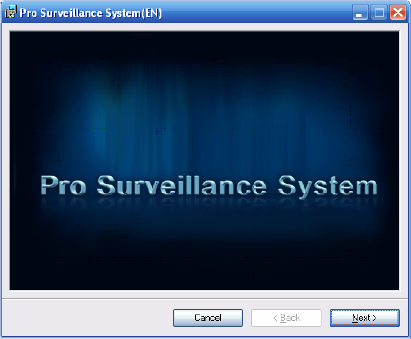 Pro Surveillance System(EN)
Pro Surveillance System
Cancel
< Back
Next >